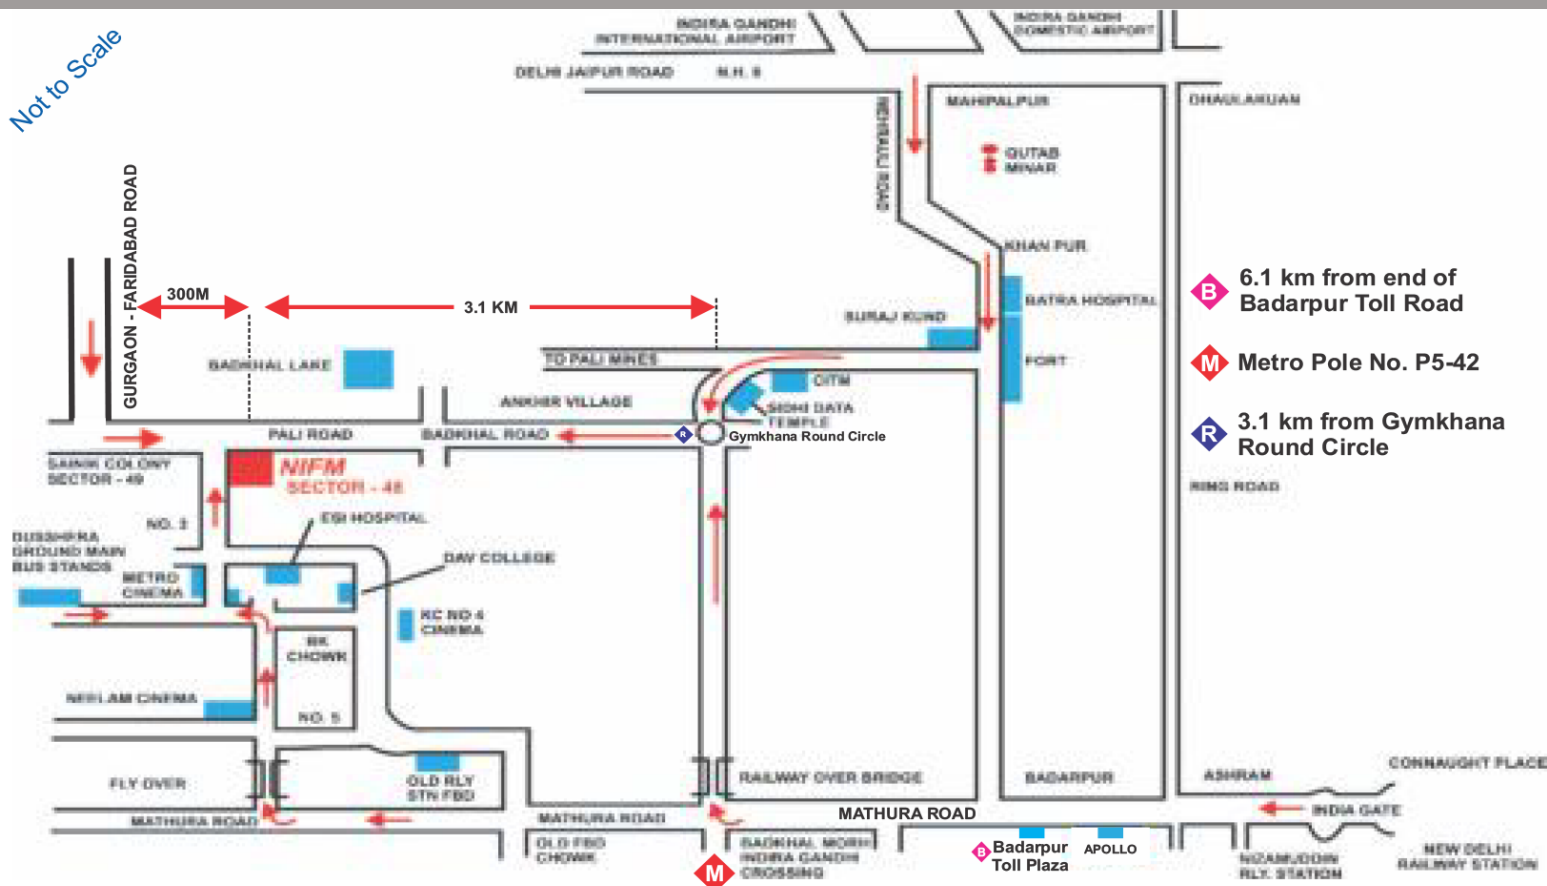 Not to Scale
INDIRA GANDHI
INTERNATIONAL AIRPORT
INDIRA GANDHI
DOMESTIC AIRPORT
DELHI JAIPUR ROAD
N.H. 8
MEHRAULI ROAD
MAHIPALPUR
DHAULAKUAN
QUTAB
MINAR
GURGAON - FARIDABAD ROAD
KHAN PUR
300M
3.1 KM
BATRA HOSPITAL
SURAJ KUND
B
6.1 km from end of
Badarpur Toll Road
BADKHAL LAKE
TO PALI MINES
FORT
M
Metro Pole No. P5-42
CITM
ANKHIR VILLAGE
SIDHI DATA
TEMPLE
PALI ROAD
BADKHAL ROAD
R
Gymkhana Round Circle
R
3.1 km from Gymkhana
Round Circle
SAINIK COLONY
SECTOR - 49
NIFM
SECTOR - 48
RING ROAD
NO. 3
ESI HOSPITAL
DUSSHERA
GROUND MAIN
BUS STANDS
METRO
CINEMA
DAV COLLEGE
KC NO 4
CINEMA
BK
CHOWK
NEELAM CINEMA
NO. 5
FLY OVER
OLD RLY
STN FBD
RAILWAY OVER BRIDGE
BADARPUR
ASHRAM
CONNAUGHT PLACE
MATHURA ROAD
MATHURA ROAD
MATHURA ROAD
INDIA GATE
OLD FBD
CHOWK
M
BADKHAL MORH
INDIRA GANDHI
CROSSING
B
Badarpur
Toll Plaza
APOLLO
NIZAMUDDIN
RLY. STATION
NEW DELHI
RAILWAY STATION